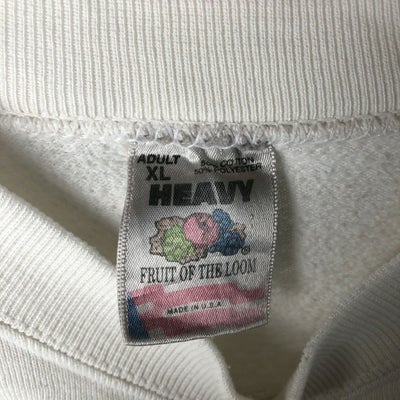 ADULT 50% COTTON
XL 50% POLYESTER
HEAVY
®
FRUIT OF THE LOOM
MADE IN U.S.A.